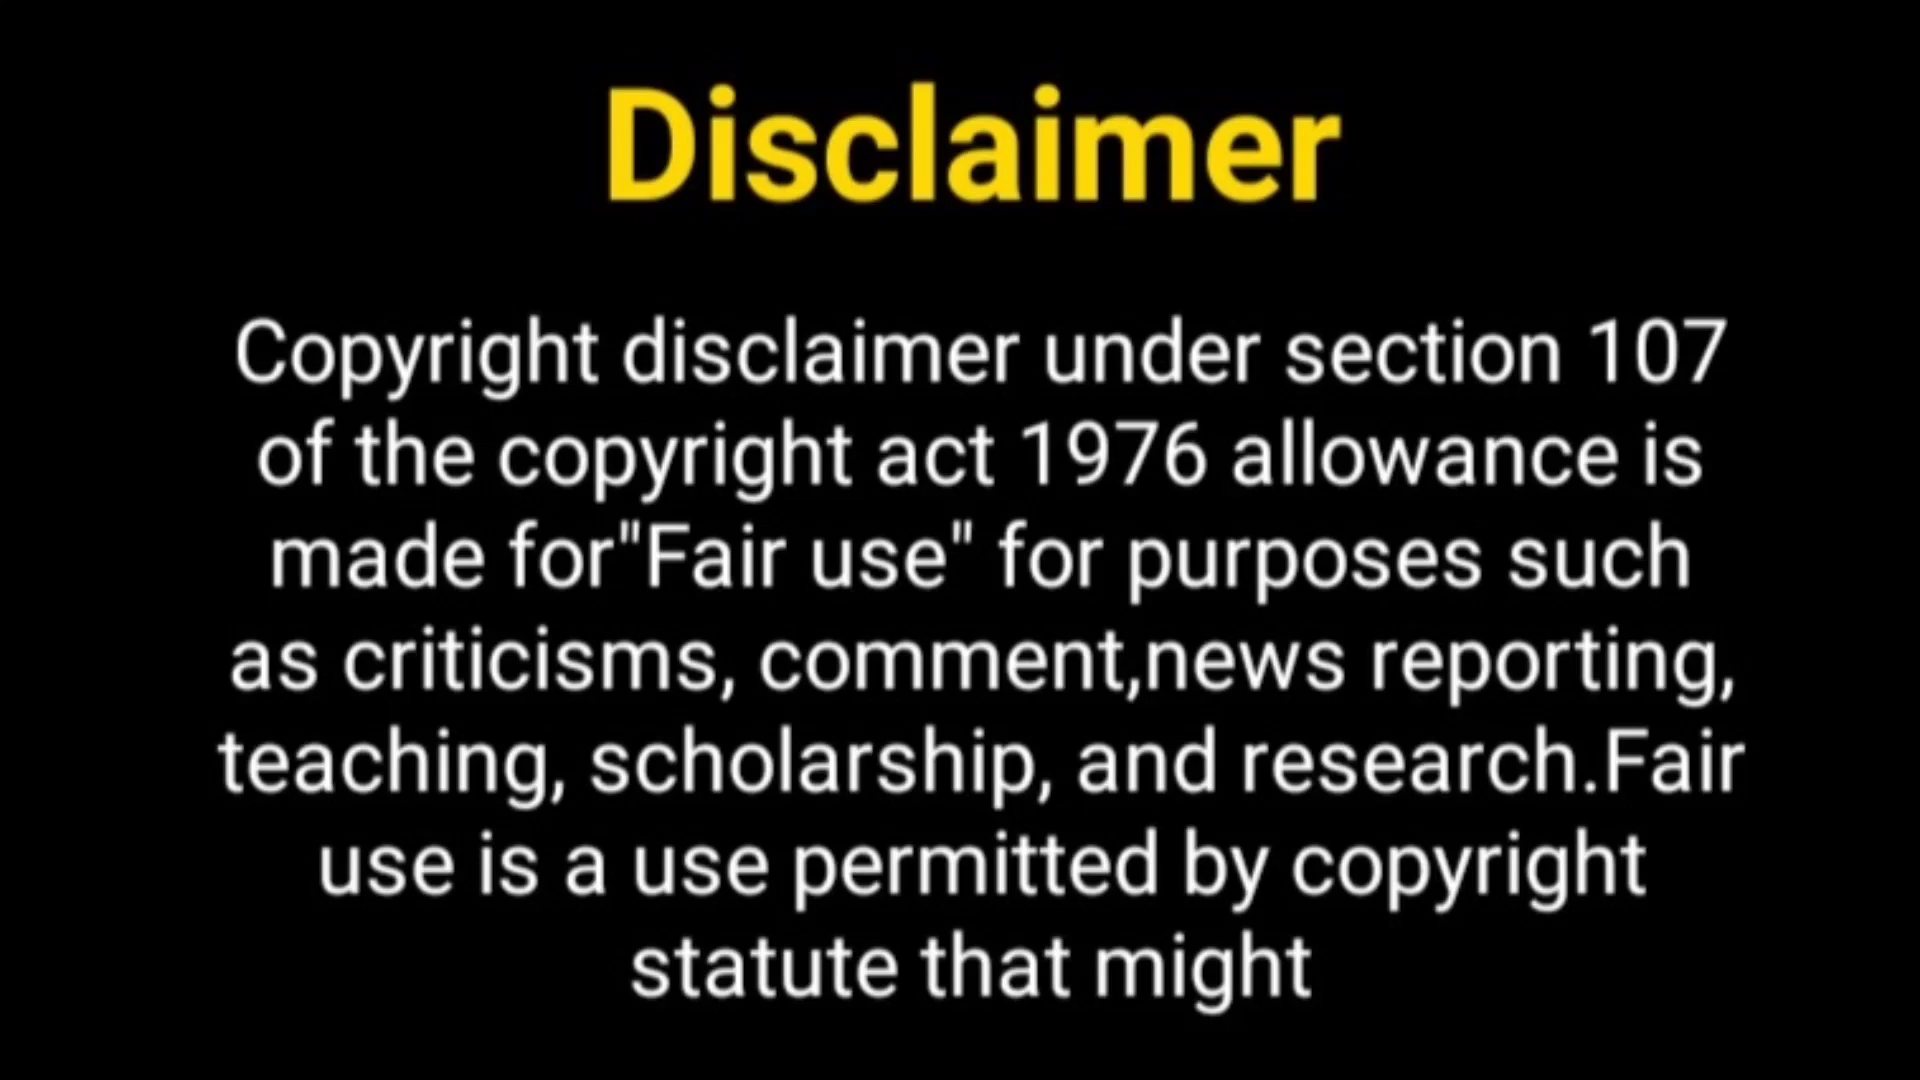 Disclaimer
Copyright disclaimer under section 107
of the copyright act 1976 allowance is
made for"Fair use" for purposes such
as criticisms, comment,news reporting,
teaching, scholarship, and research.Fair
use is a use permitted by copyright
statute that might